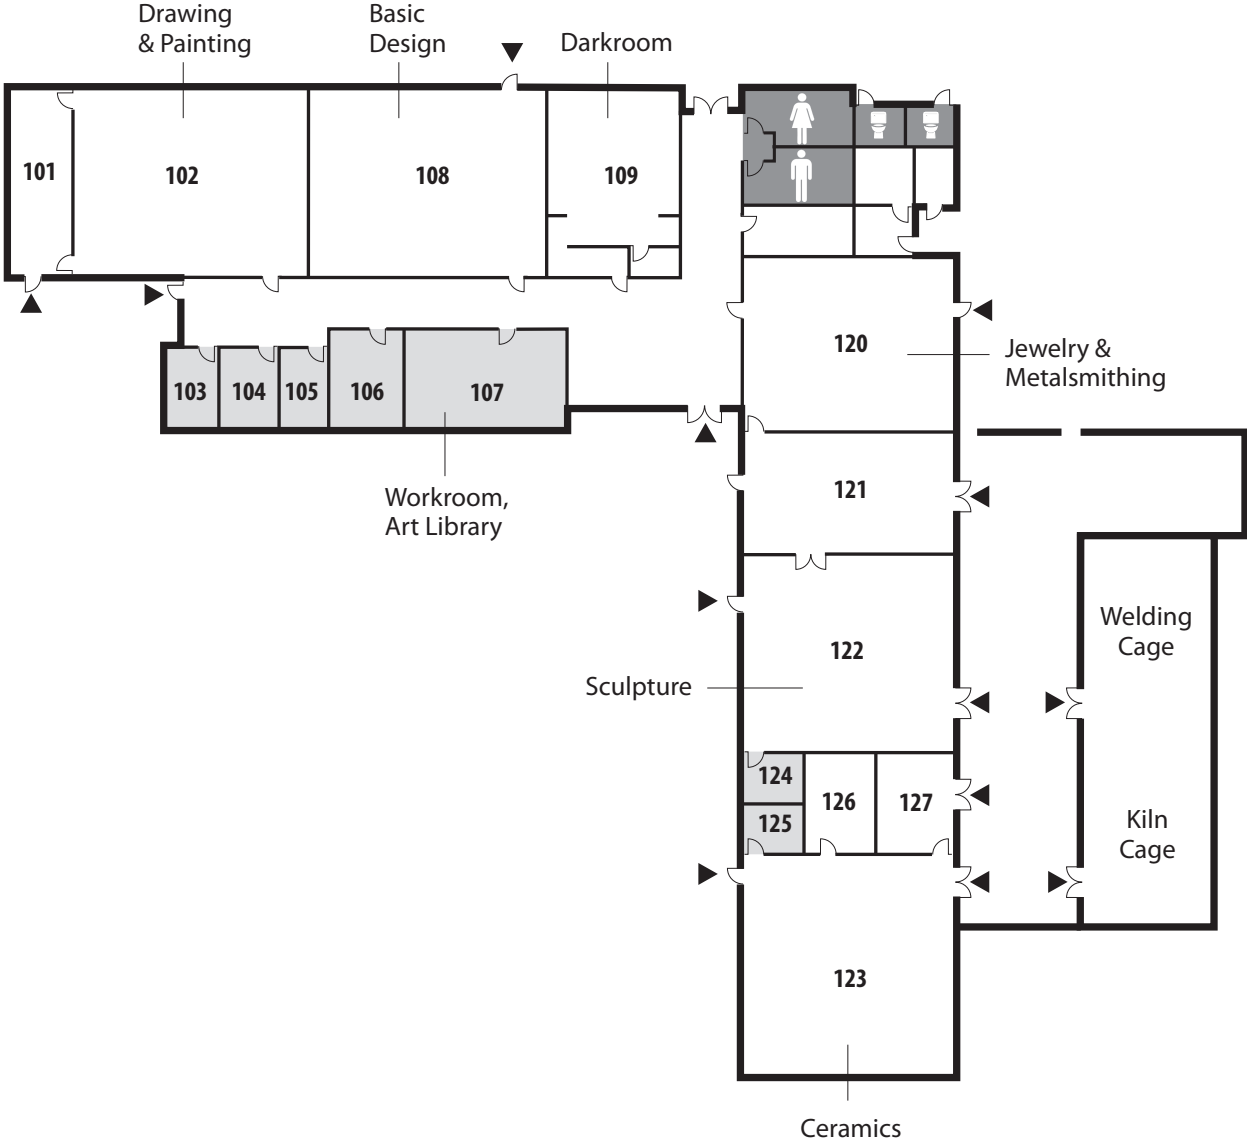 Drawing
& Painting
Basic
Design
Darkroom
101
102
108
109
103
104
105
106
107
Workroom,
Art Library
120
Jewelry &
Metalsmithing
121
122
Sculpture
Welding
Cage
124
125
126
127
Kiln
Cage
123
Ceramics